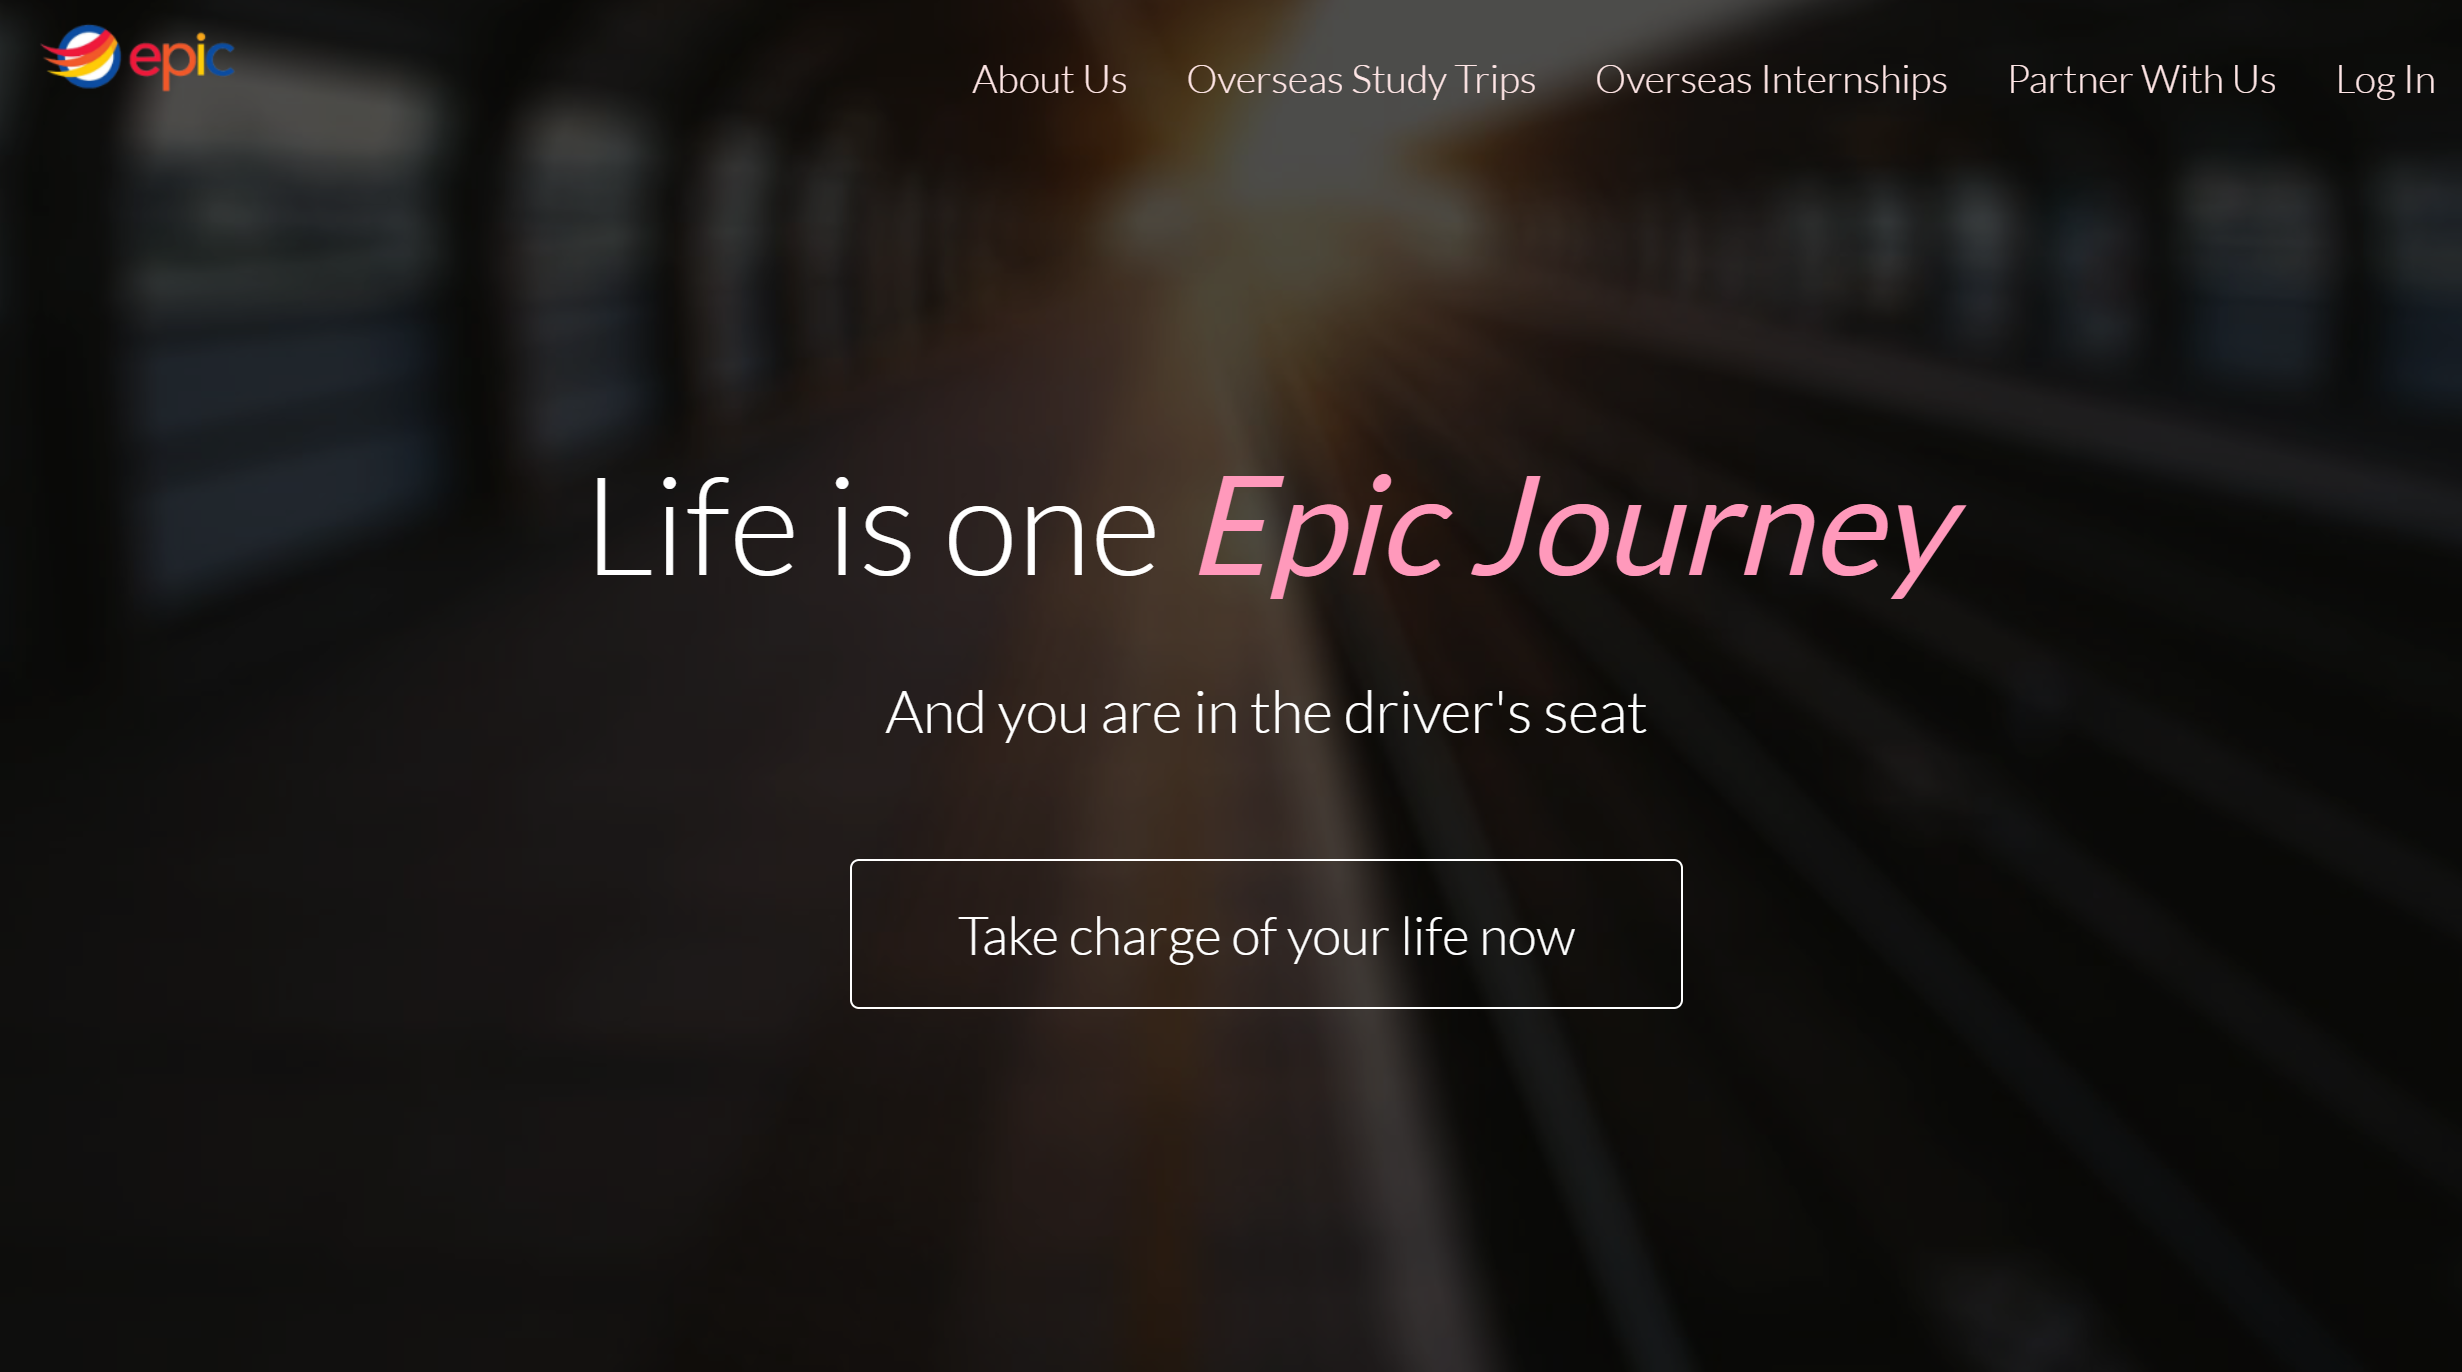 epic
About Us
Overseas Study Trips
Overseas Internships
Partner With Us
Log In
Life is one Epic Journey
And you are in the driver's seat
Take charge of your life now